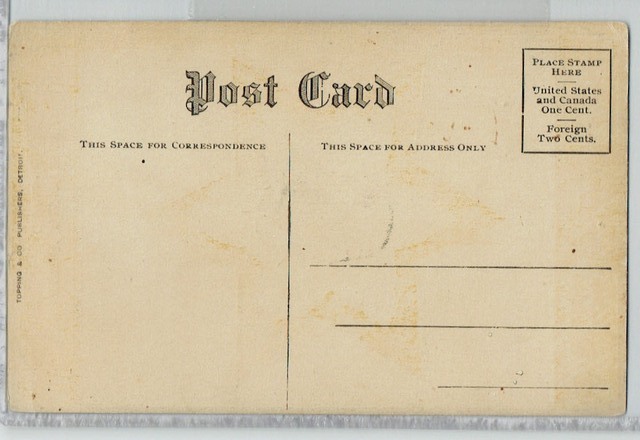 Post Card
PLACE STAMP
HERE
United States
and Canada
One Cent.
Foreign
Two Cents.
THIS SPACE FOR CORRESPONDENCE
THIS SPACE FOR ADDRESS ONLY
TOPPING & CO PUBLISHERS, DETROIT.